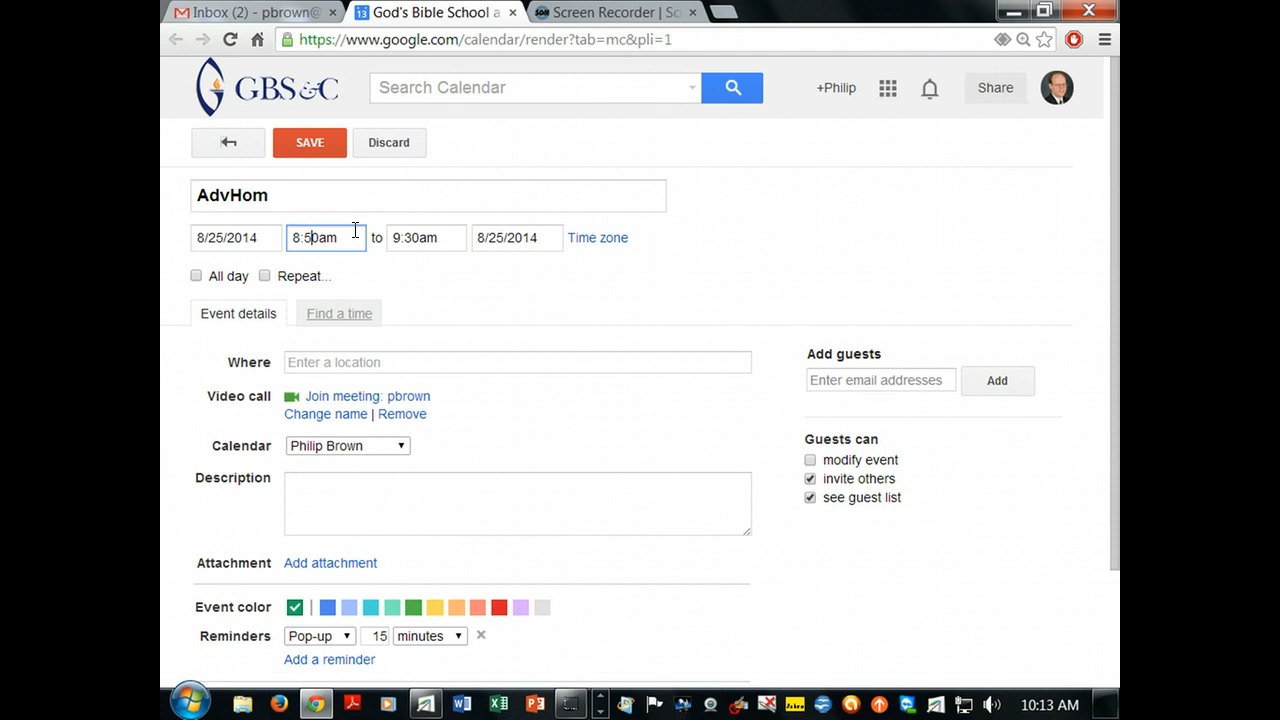 Inbox (2) - pbrown@
God's Bible School a
Screen Recorder | Sc
https://www.google.com/calendar/render?tab=mc&pli=1
GBS&C
Search Calendar
+Philip
Share
SAVE
Discard
AdvHom
8/25/2014 8:50am to 9:30am 8/25/2014 Time zone
All day Repeat...
Event details Find a time
Where Enter a location
Video call Join meeting: pbrown
Change name | Remove
Calendar Philip Brown
Description
Attachment Add attachment
Event color
Reminders Pop-up 15 minutes
Add a reminder
Add guests
Enter email addresses Add
Guests can
modify event
invite others
see guest list
10:13 AM